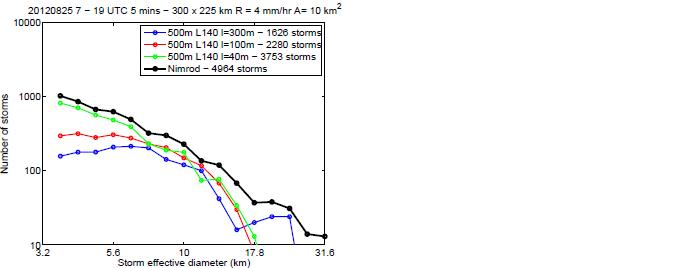 20120825 7 − 19 UTC 5 mins − 300 x 225 km R = 4 mm/hr A= 10 km²
10000
500m L140 l=300m − 1626 storms
500m L140 l=100m − 2280 storms
500m L140 l=40m − 3753 storms
Nimrod − 4964 storms
1000
Number of storms
100
10
3.2 5.6 10 17.8 31.6
Storm effective diameter (km)